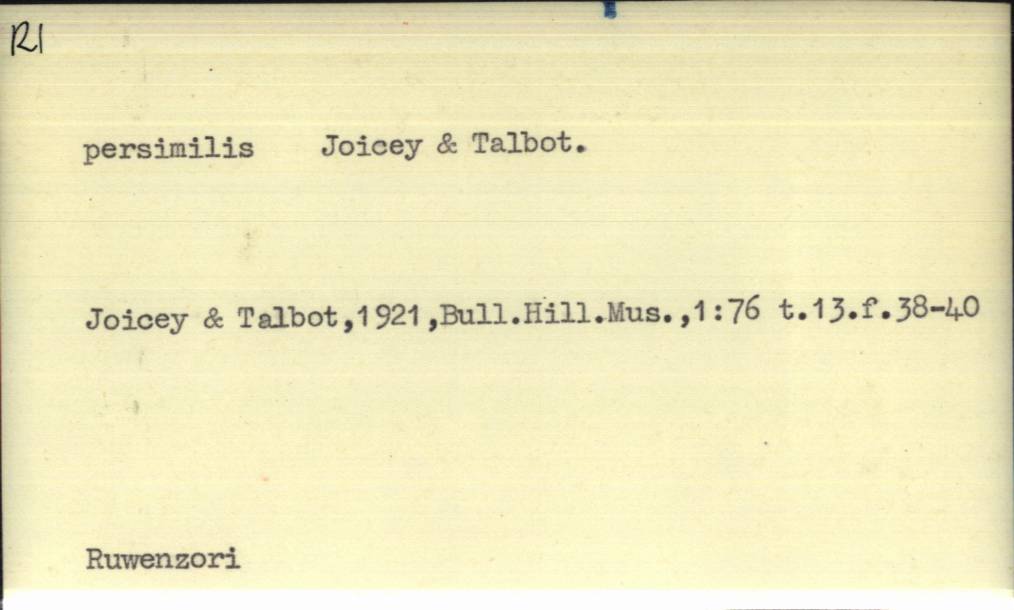 R1
persimilis Joicey & Talbot.
Joicey & Talbot,1921,Bull.Hill.Mus.,1:76 t.13.f.38-40
Ruwenzori